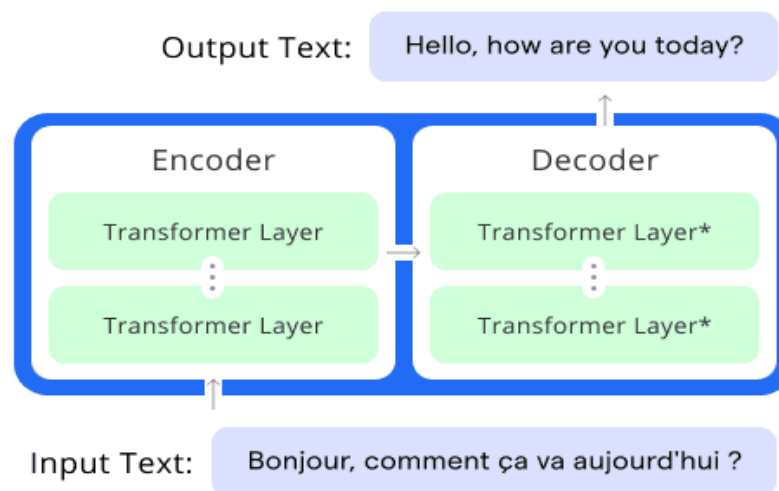 Output Text: Hello, how are you today?
Encoder
Transformer Layer
Transformer Layer
Decoder
Transformer Layer*
Transformer Layer*
Input Text: Bonjour, comment ça va aujourd'hui ?